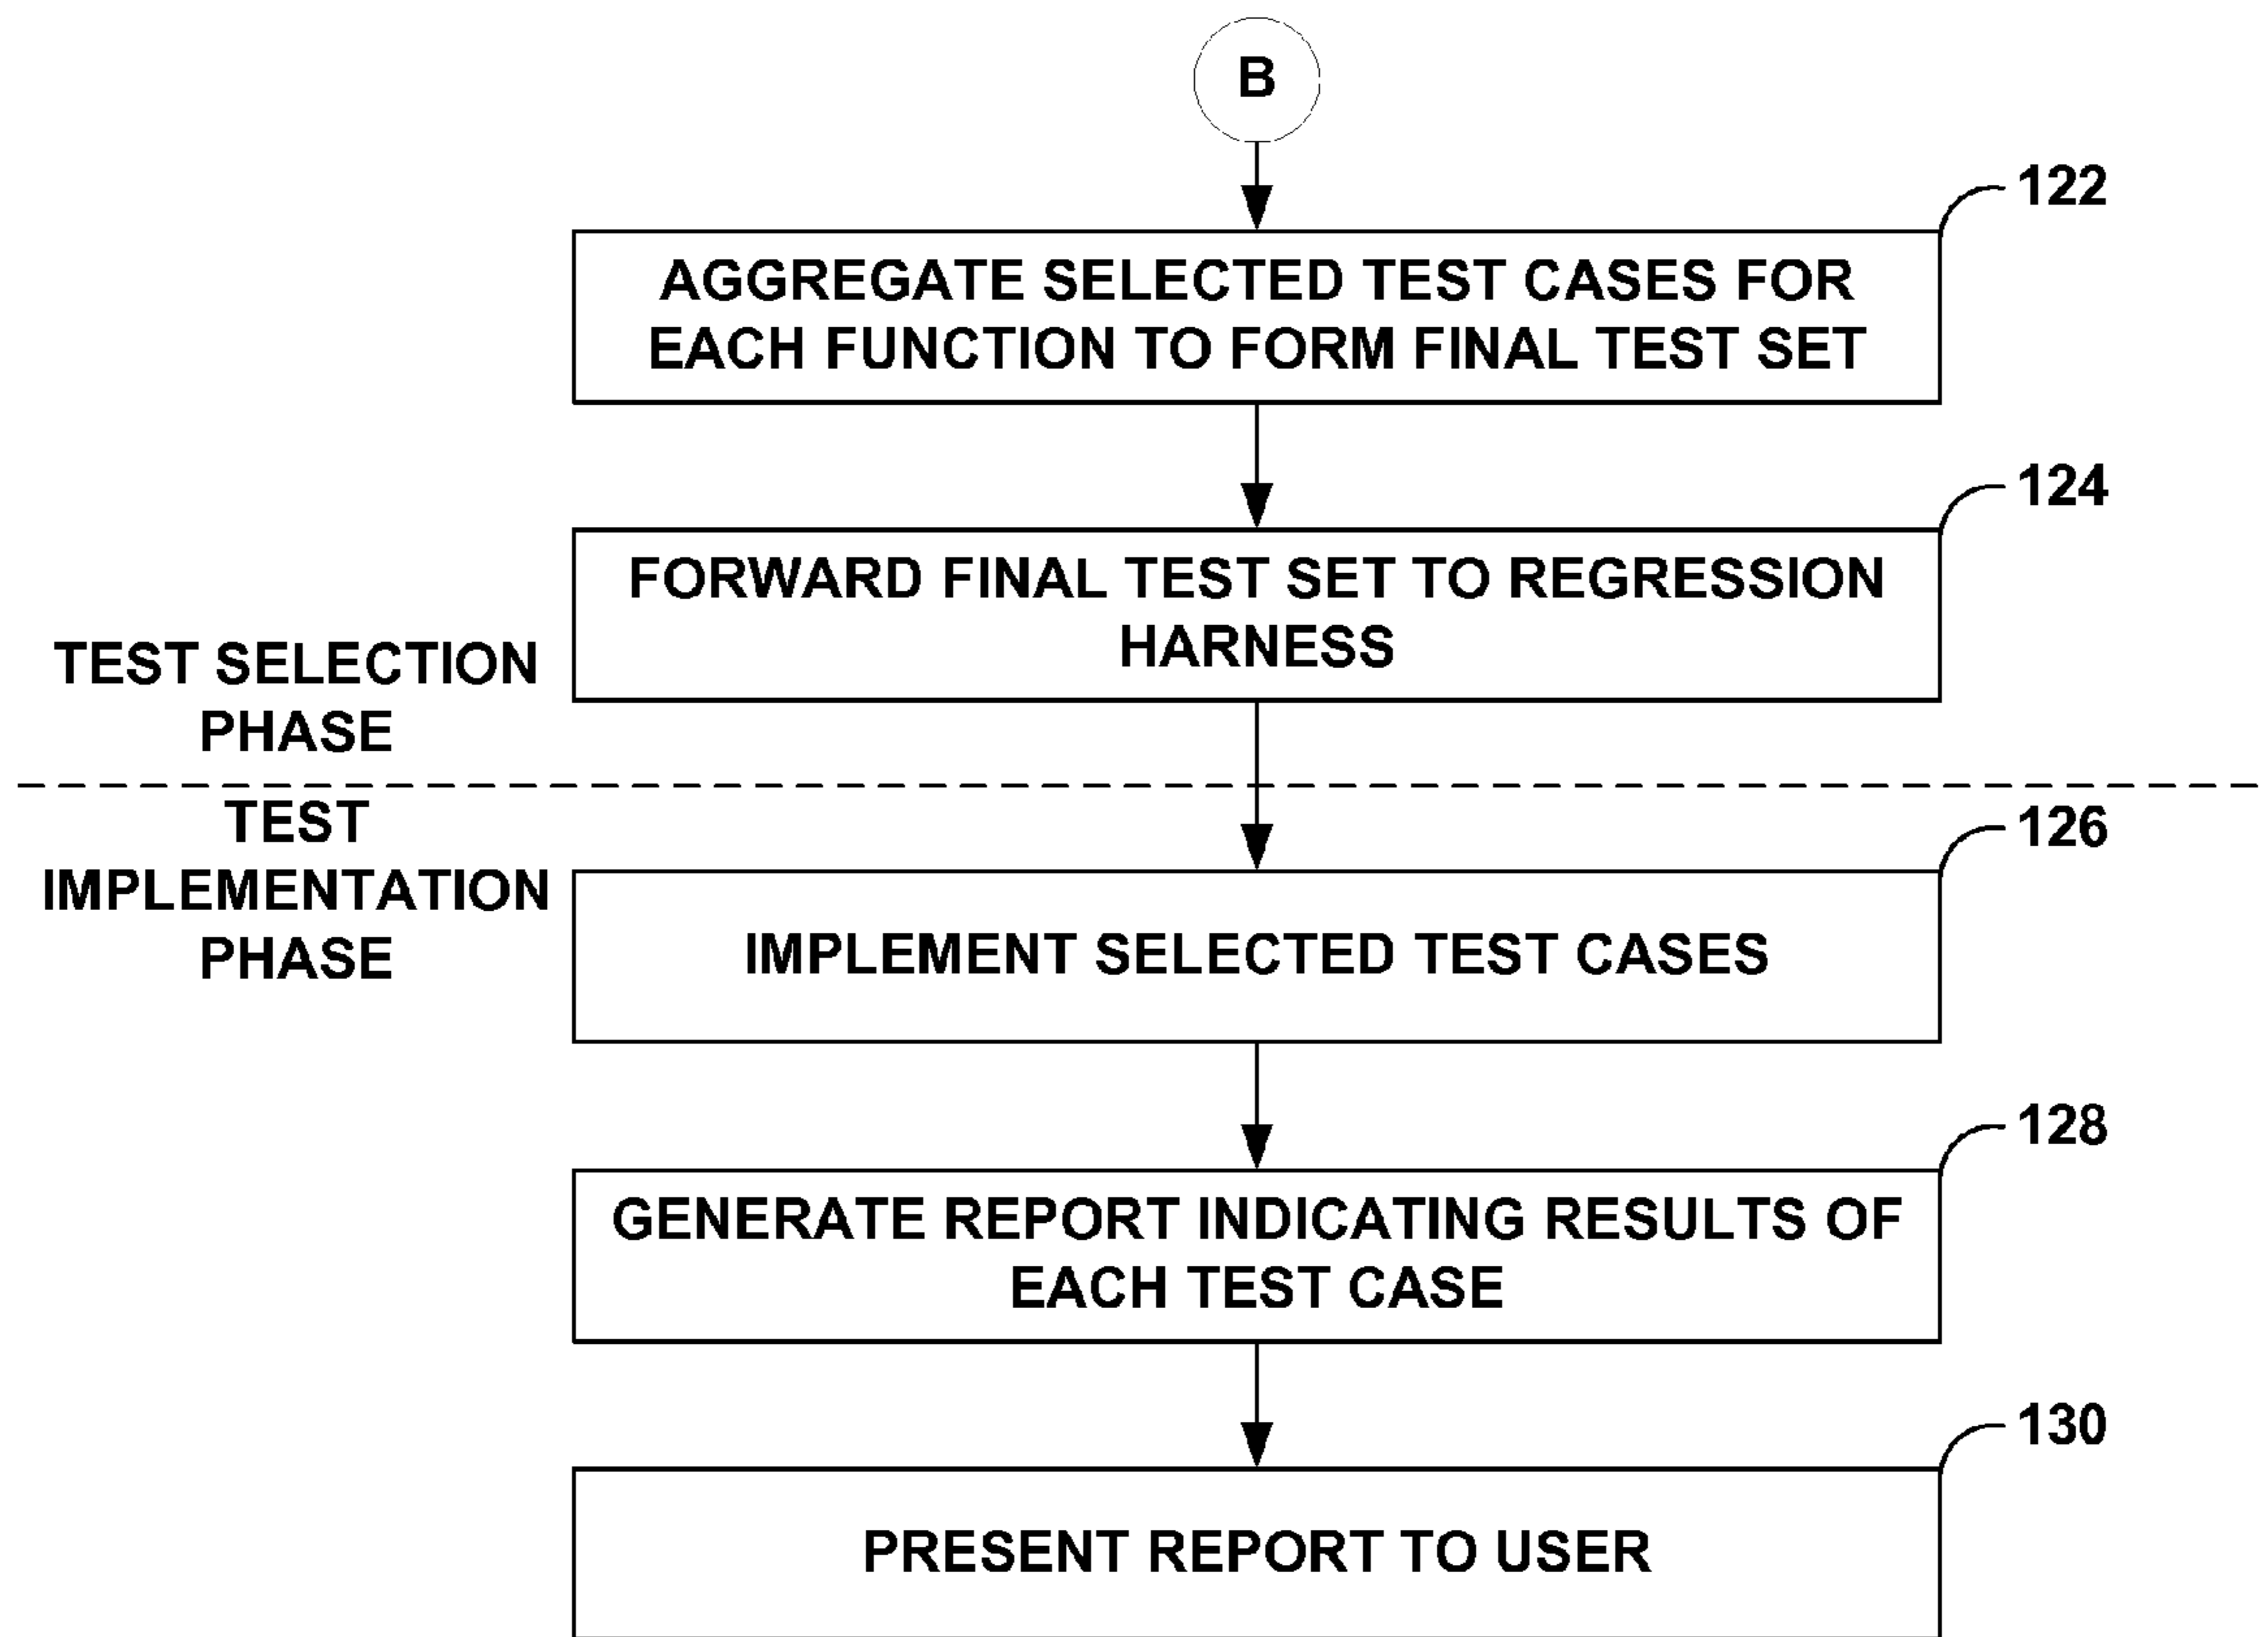 B
122
AGGREGATE SELECTED TEST CASES FOR
EACH FUNCTION TO FORM FINAL TEST SET
124
FORWARD FINAL TEST SET TO REGRESSION
HARNESS
TEST SELECTION
PHASE
TEST
IMPLEMENTATION
PHASE
126
IMPLEMENT SELECTED TEST CASES
128
GENERATE REPORT INDICATING RESULTS OF
EACH TEST CASE
130
PRESENT REPORT TO USER